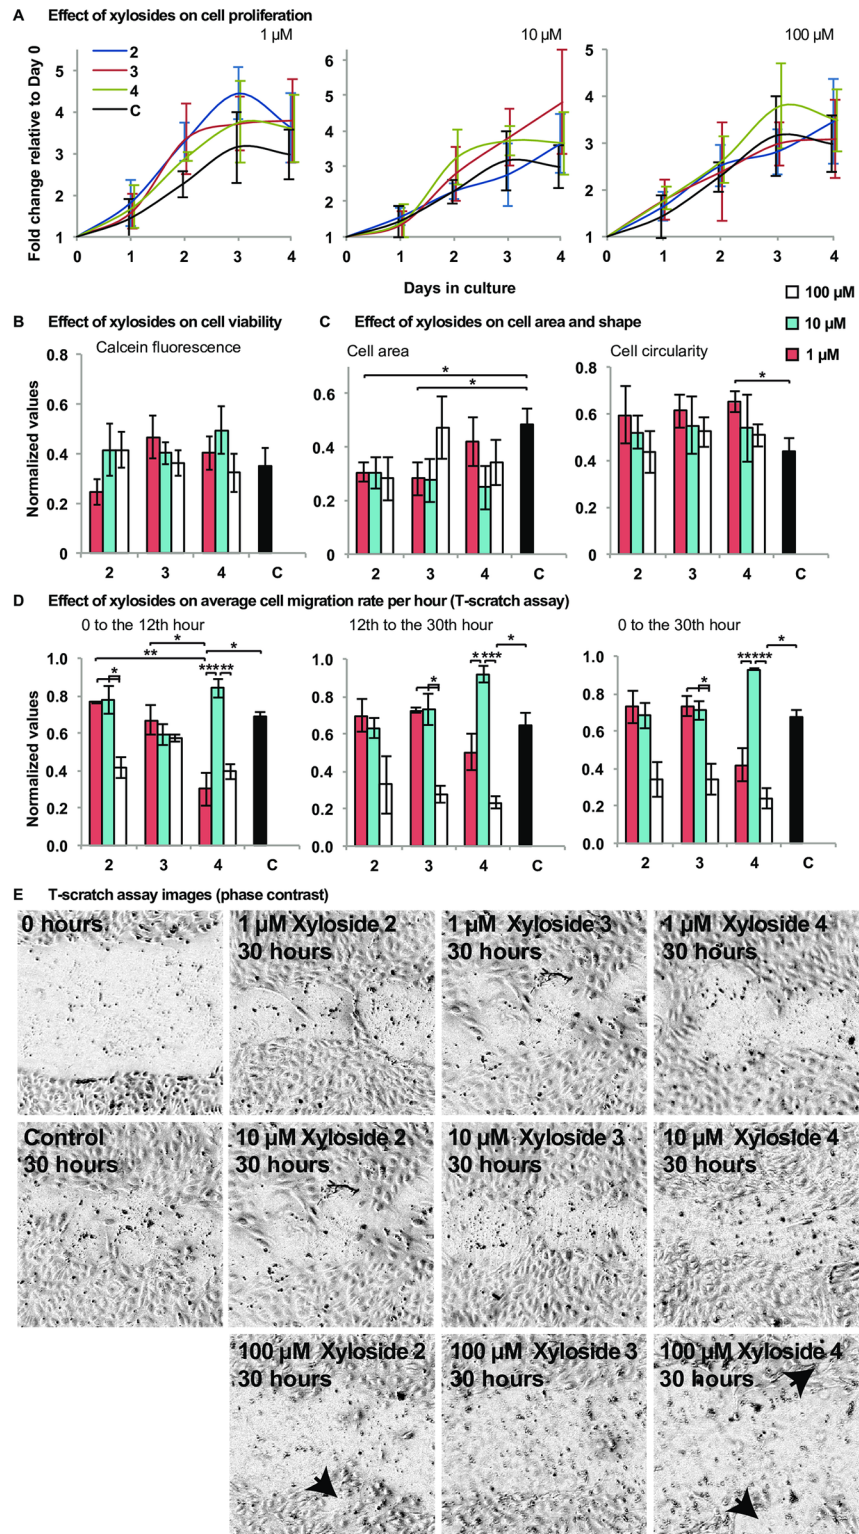 A Effect of xylosides on cell proliferation
1 µM 10 µM 100 µM
2
3
4
C
Fold change relative to Day 0
5
4
3
2
1
0 1 2 3 4
6
5
4
3
2
1
0 1 2 3 4
5
4
3
2
1
0 1 2 3 4
Days in culture
100 µM
10 µM
1 µM
B Effect of xylosides on cell viability
Calcein fluorescence
Normalized values
0.8
0.6
0.4
0.2
0
2 3 4 C
C Effect of xylosides on cell area and shape
Cell area
*
*
0.6
0.4
0.2
0
2 3 4 C
Cell circularity
*
0.8
0.6
0.4
0.2
0
2 3 4 C
D Effect of xylosides on average cell migration rate per hour (T-scratch assay)
0 to the 12th hour
*
** *
* *** **
Normalized values
1.0
0.8
0.6
0.4
0.2
0.0
2 3 4 C
12th to the 30th hour
*
* * ***
1.0
0.8
0.6
0.4
0.2
0.0
2 3 4 C
0 to the 30th hour
*
* ** ***
1.0
0.8
0.6
0.4
0.2
0.0
2 3 4 C
E T-scratch assay images (phase contrast)
0 hours
1 µM Xyloside 2
30 hours
1 µM Xyloside 3
30 hours
1 µM Xyloside 4
30 hours
Control
30 hours
10 µM Xyloside 2
30 hours
10 µM Xyloside 3
30 hours
10 µM Xyloside 4
30 hours
100 µM Xyloside 2
30 hours
100 µM Xyloside 3
30 hours
100 µM Xyloside 4
30 hours